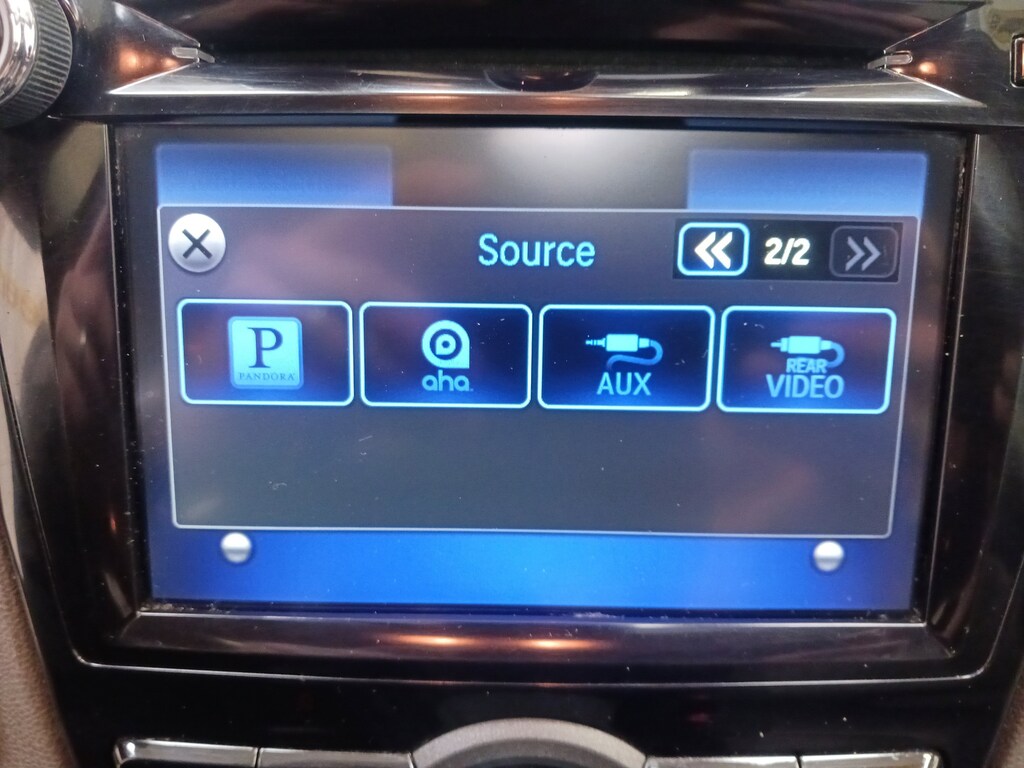 Source
2/2
P
PANDORA
aha
AUX
REAR
VIDEO